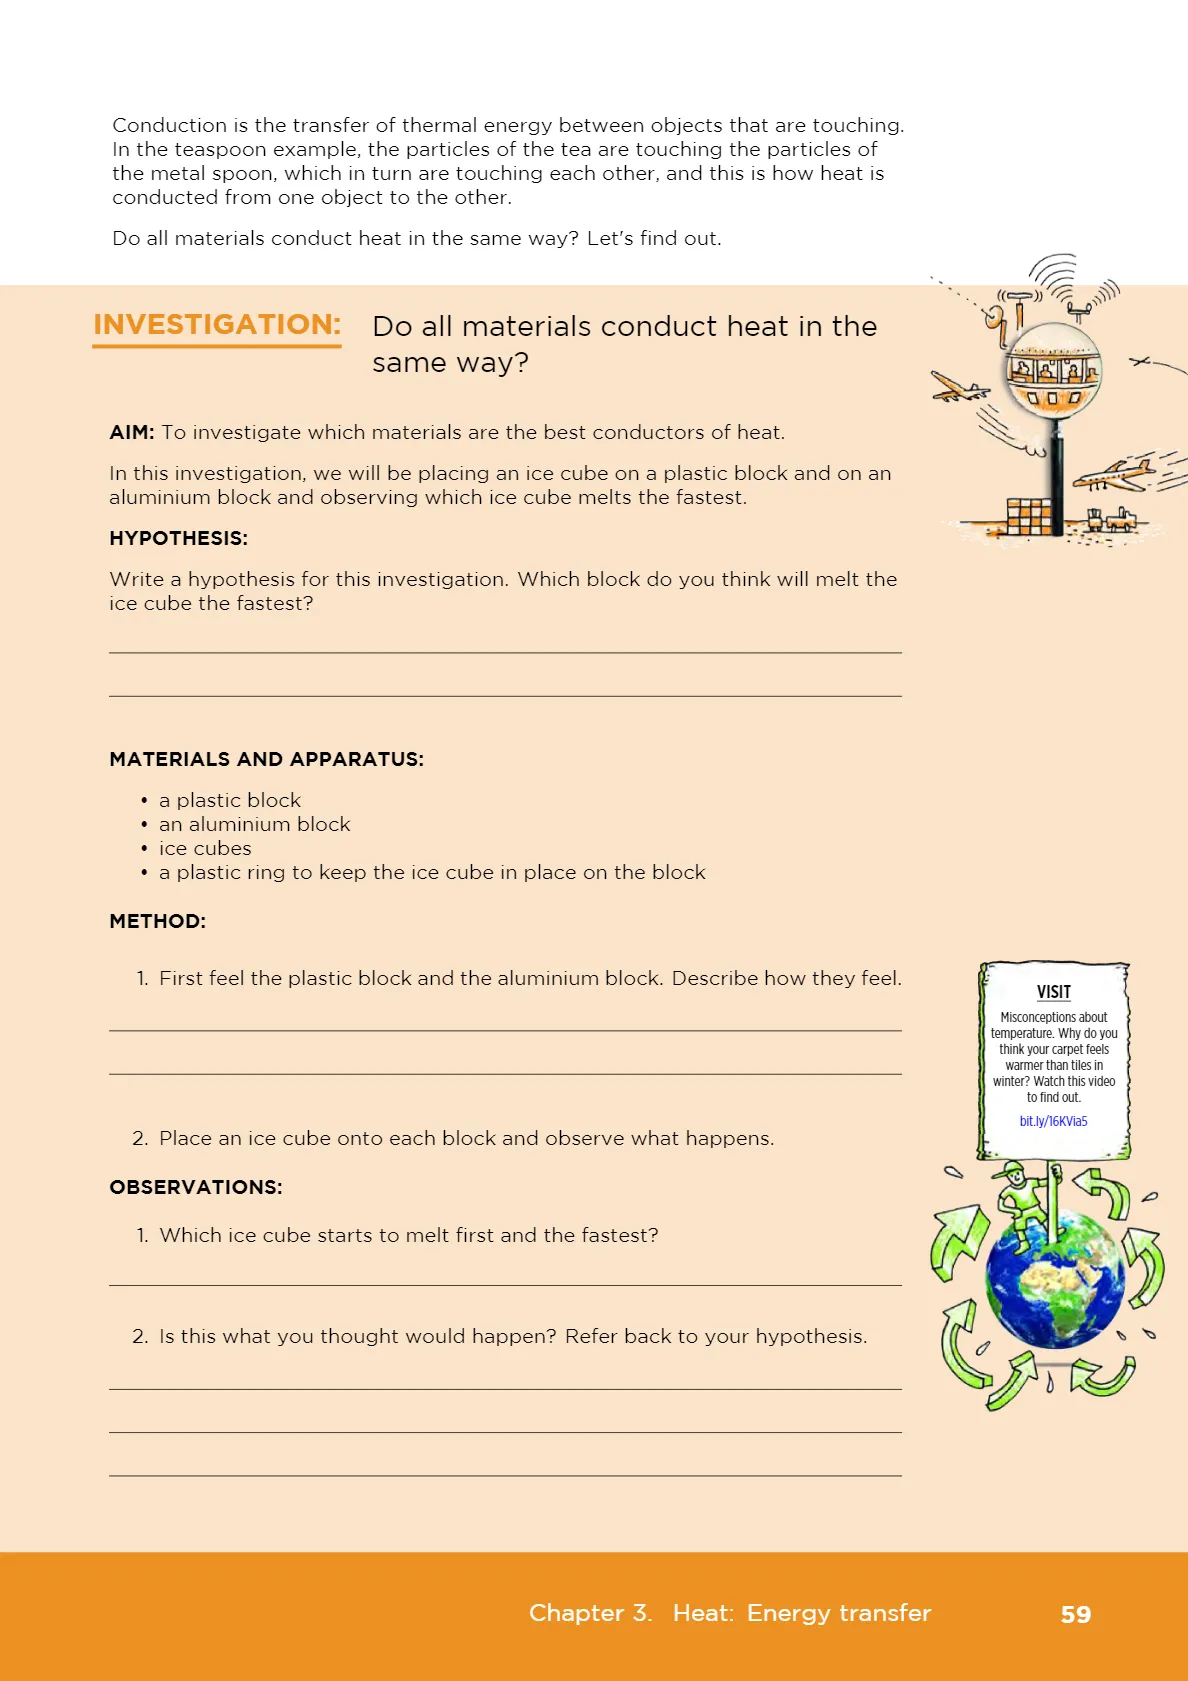 Conduction is the transfer of thermal energy between objects that are touching.
In the teaspoon example, the particles of the tea are touching the particles of
the metal spoon, which in turn are touching each other, and this is how heat is
conducted from one object to the other.
Do all materials conduct heat in the same way? Let's find out.
INVESTIGATION: Do all materials conduct heat in the
same way?
AIM: To investigate which materials are the best conductors of heat.
In this investigation, we will be placing an ice cube on a plastic block and on an
aluminium block and observing which ice cube melts the fastest.
HYPOTHESIS:
Write a hypothesis for this investigation. Which block do you think will melt the
ice cube the fastest?
MATERIALS AND APPARATUS:
• a plastic block
• an aluminium block
• ice cubes
• a plastic ring to keep the ice cube in place on the block
METHOD:
1. First feel the plastic block and the aluminium block. Describe how they feel.
2. Place an ice cube onto each block and observe what happens.
OBSERVATIONS:
1. Which ice cube starts to melt first and the fastest?
2. Is this what you thought would happen? Refer back to your hypothesis.
VISIT
Misconceptions about
temperature. Why do you
think your carpet feels
warmer than tiles in
winter? Watch this video
to find out.
bit.ly/16KVia5
Chapter 3. Heat: Energy transfer 59